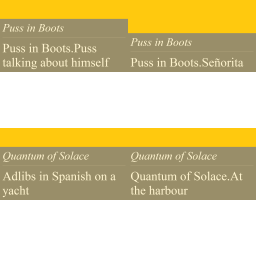 Puss in Boots
Puss in Boots.Puss
talking about himself
Puss in Boots
Puss in Boots.Señorita
Quantum of Solace
Adlibs in Spanish on a
yacht
Quantum of Solace
Quantum of Solace.At
the harbour